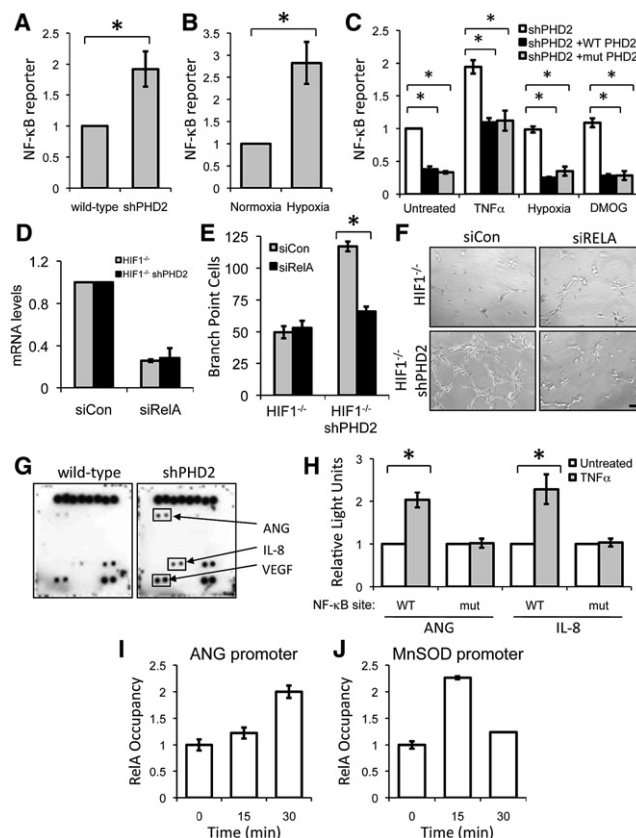 A
NF-κB reporter
2.5
2
1.5
1
0.5
0
*
wild-type shPHD2
B
NF-κB reporter
3.5
3
2.5
2
1.5
1
0.5
0
*
Normoxia Hypoxia
C
NF-κB reporter
2.5
2
1.5
1
0.5
0
shPHD2
shPHD2 +WT PHD2
shPHD2 +mut PHD2
* * * * * * * *
Untreated TNFα Hypoxia DMOG
D
mRNA levels
1.2
0.8
0.4
0
HIF1-/-
HIF1-/- shPHD2
siCon siRelA
E
Branch Point Cells
125
100
75
50
25
0
siCon
siRelA
*
HIF1-/- HIF1-/-
shPHD2
F
siCon siRELA
HIF1-/-
HIF1-/-
shPHD2
G
wild-type shPHD2
ANG
IL-8
VEGF
H
Relative Light Units
3
2.5
2
1.5
1
0.5
0
Untreated
TNFα
* *
NF-κB site: WT mut WT mut
ANG IL-8
I
ANG promoter
RelA Occupancy
2.5
2
1.5
1
0.5
0
0 15 30
Time (min)
J
MnSOD promoter
RelA Occupancy
2.5
2
1.5
1
0.5
0
0 15 30
Time (min)